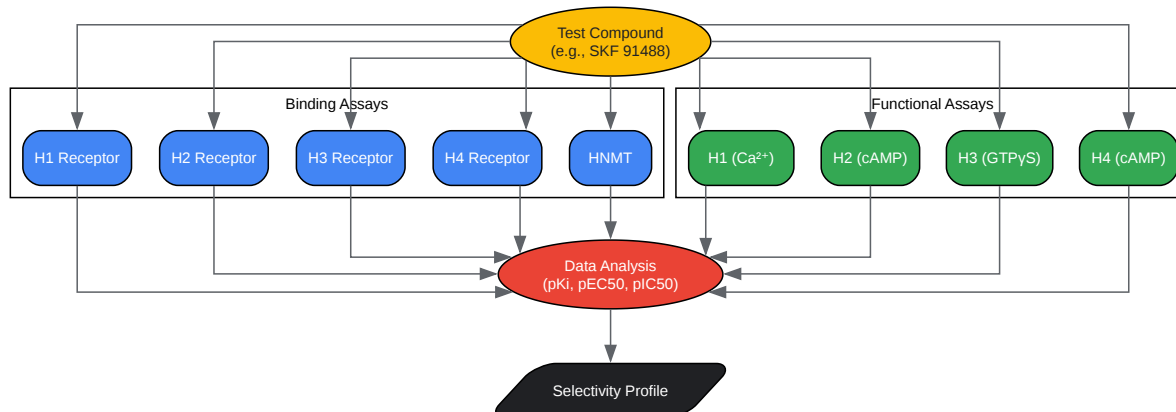 Test Compound
(e.g., SKF 91488)
Binding Assays
Functional Assays
H1 Receptor
H2 Receptor
H3 Receptor
H4 Receptor
HNMT
H1 (Ca²⁺)
H2 (cAMP)
H3 (GTPγS)
H4 (cAMP)
Data Analysis
(pKi, pEC50, pIC50)
Selectivity Profile